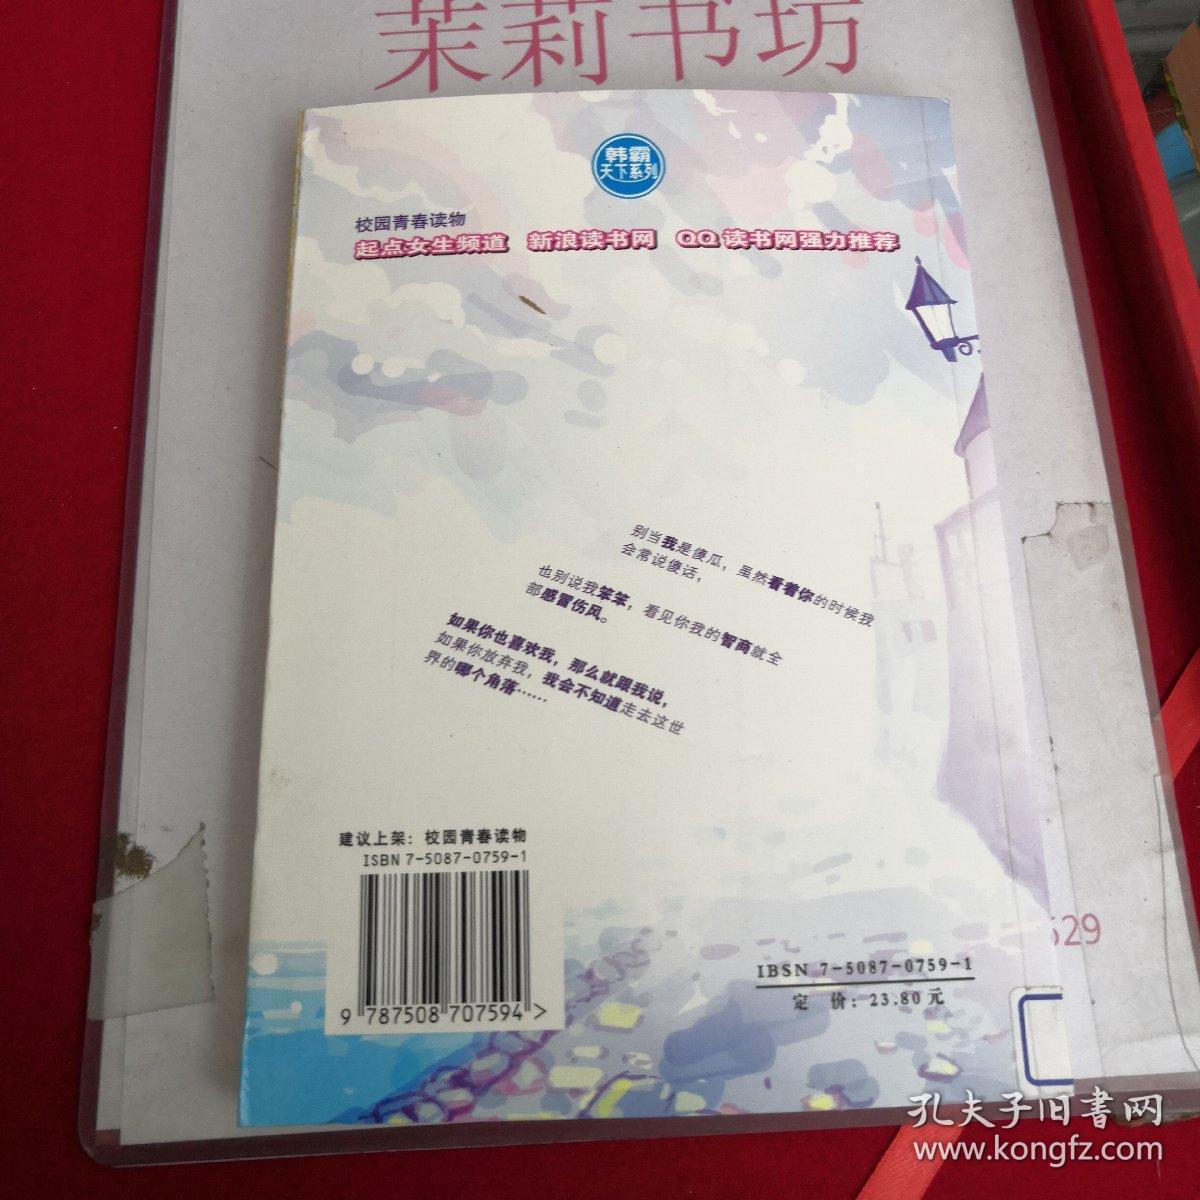 茉莉书坊
韩霸
天下系列
校园青春读物
起点女生频道 新浪读书网 QQ读书网强力推荐
别当我是傻瓜，虽然看着你的时候我
会常说傻话，
也别说我笨笨，看见你我的智商就全
部感冒伤风。
如果你也喜欢我，那么就跟我说，
如果你放弃我，我会不知道走去这世
界的哪个角落……
建议上架：校园青春读物
ISBN 7-5087-0759-1
9 787508 707594 >
IBSN 7-5087-0759-1
定 价：23.80元
529
孔夫子旧書网
www.kongfz.com